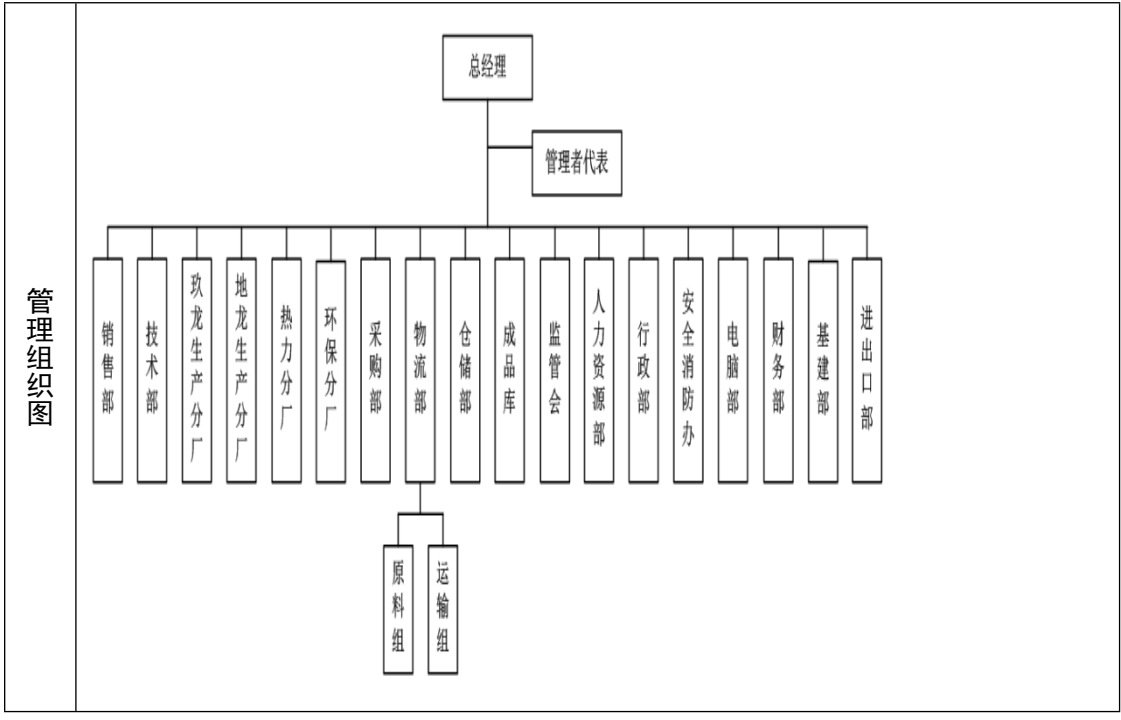 管理组织图
总经理
管理者代表
销售部
技术部
玖龙生产分厂
地龙生产分厂
热力分厂
环保分厂
采购部
物流部
仓储部
成品库
监管会
人力资源部
行政部
安全消防办
电脑部
财务部
基建部
进出口部
原料组
运输组